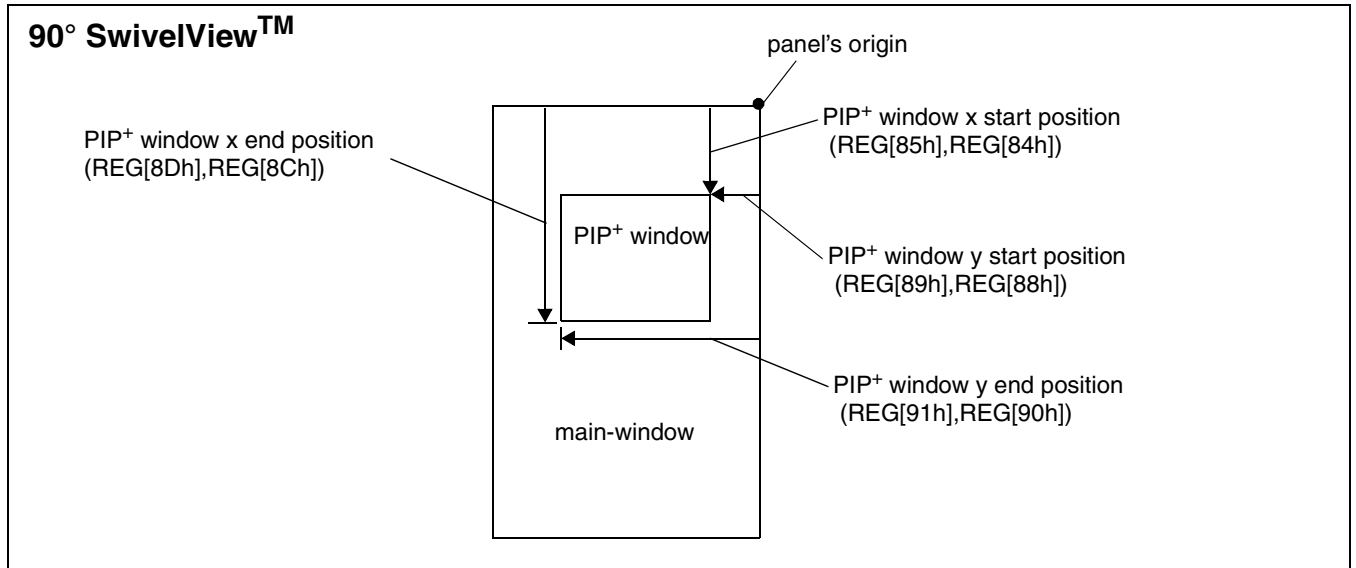 90° SwivelView™
panel's origin
PIP+ window x end position
(REG[8Dh],REG[8Ch])
PIP+ window x start position
(REG[85h],REG[84h])
PIP+ window
PIP+ window y start position
(REG[89h],REG[88h])
PIP+ window y end position
(REG[91h],REG[90h])
main-window